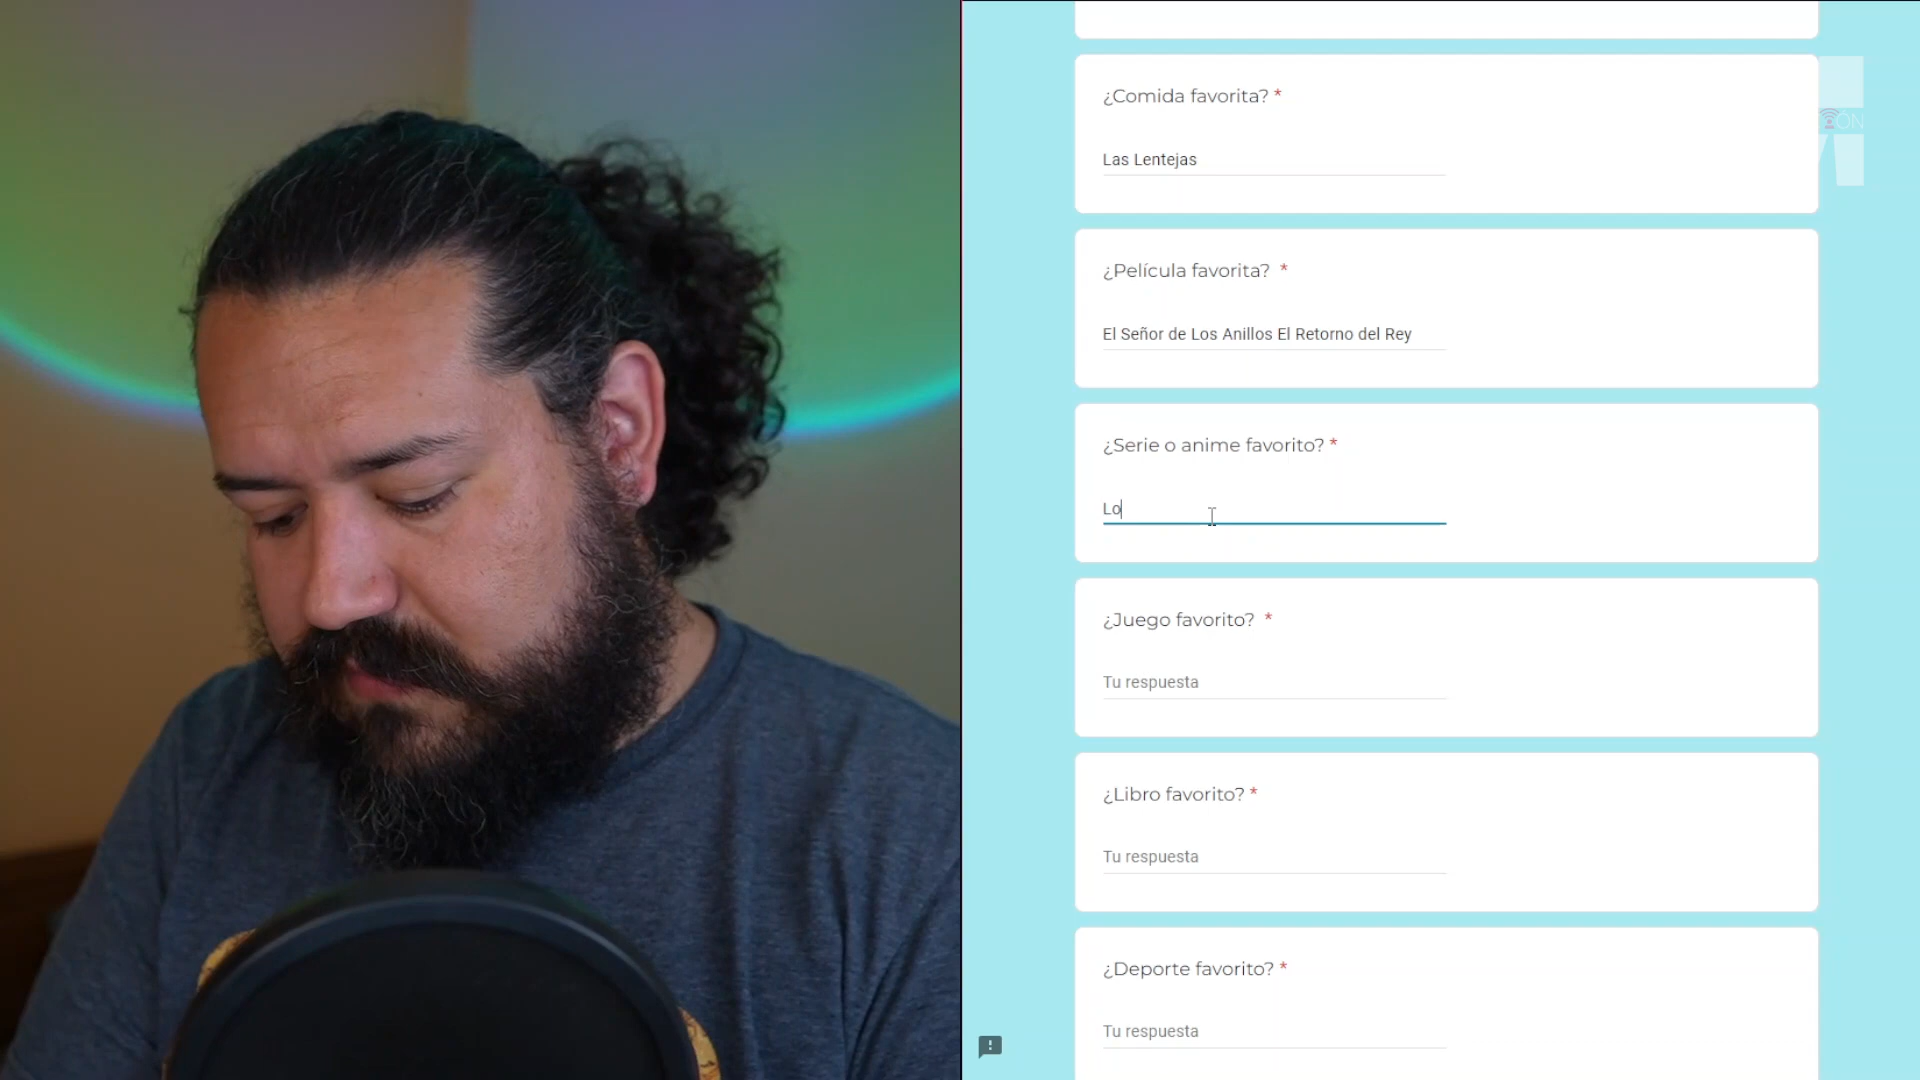 ¿Comida favorita? *
Las Lentejas
¿Película favorita? *
El Señor de Los Anillos El Retorno del Rey
¿Serie o anime favorito? *
Lo
¿Juego favorito? *
Tu respuesta
¿Libro favorito? *
Tu respuesta
¿Deporte favorito? *
Tu respuesta